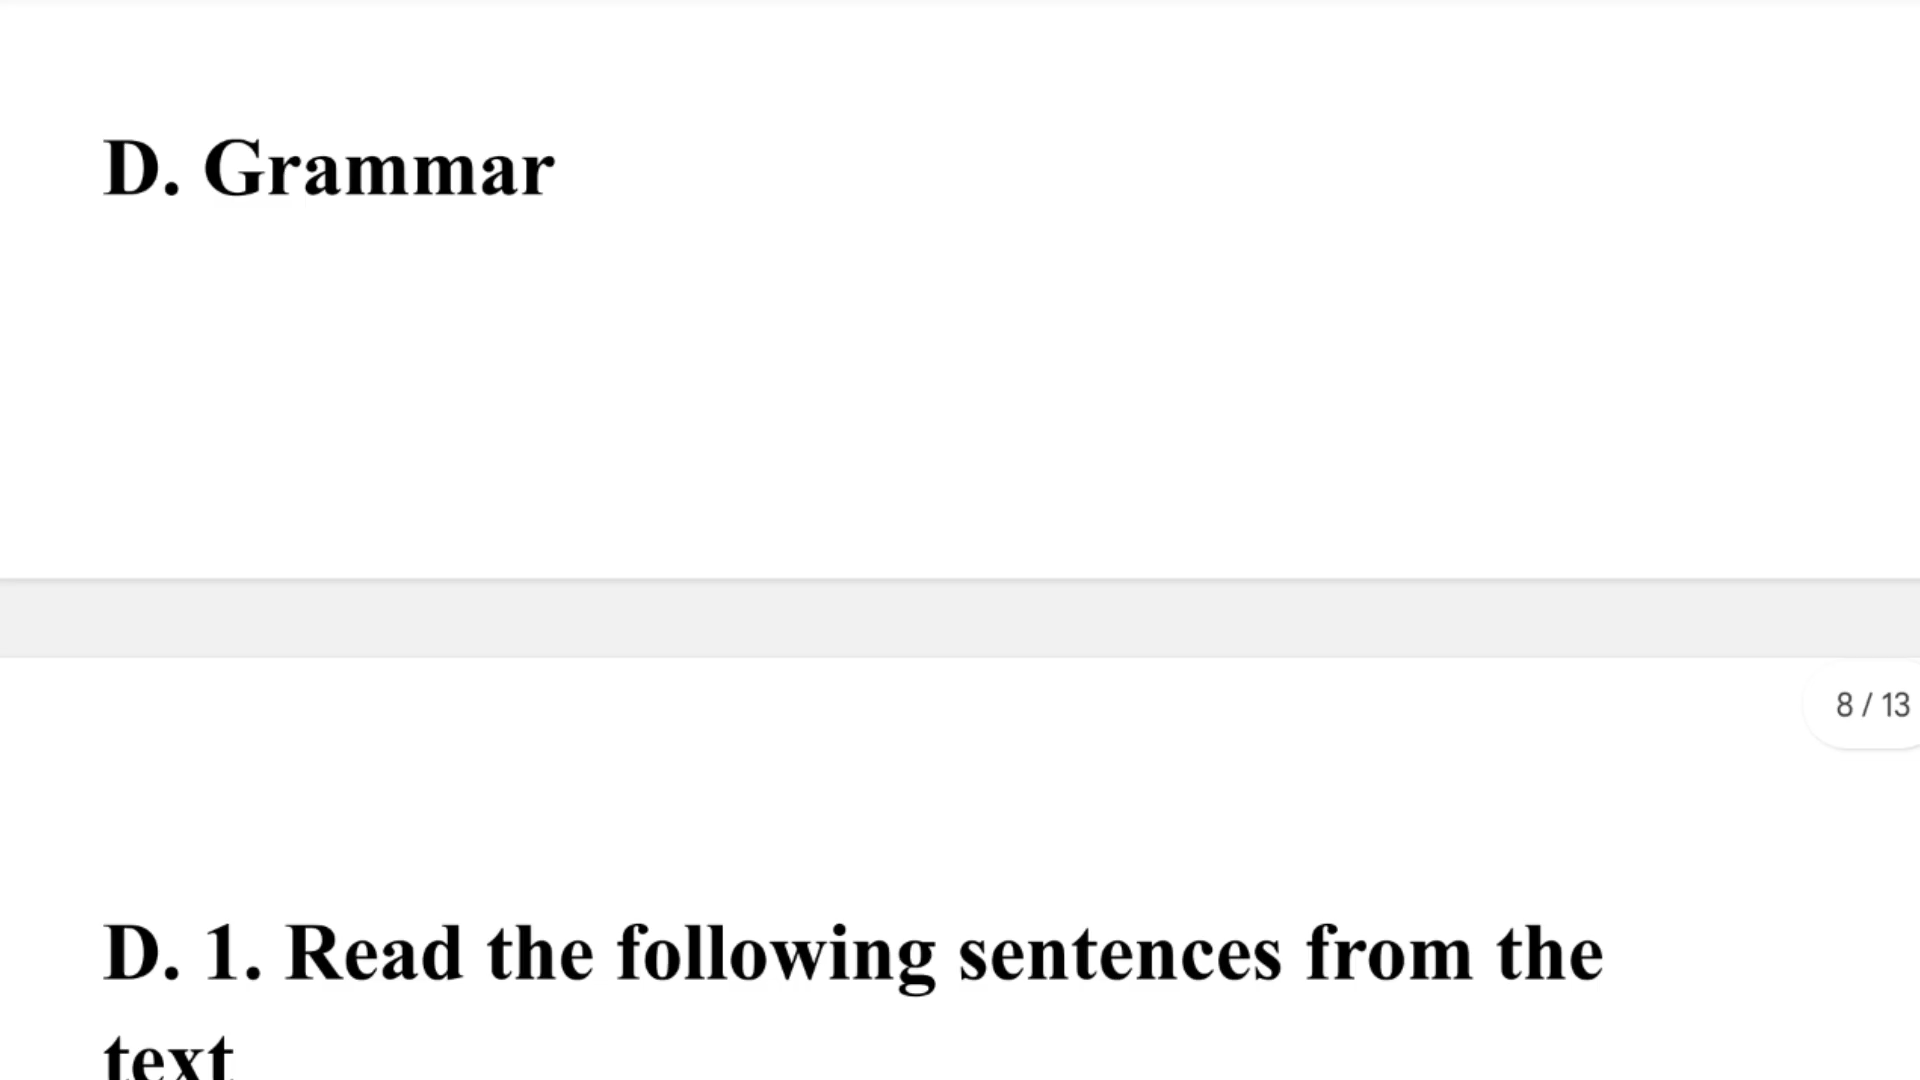 D. Grammar
8 / 13
D. 1. Read the following sentences from the
text